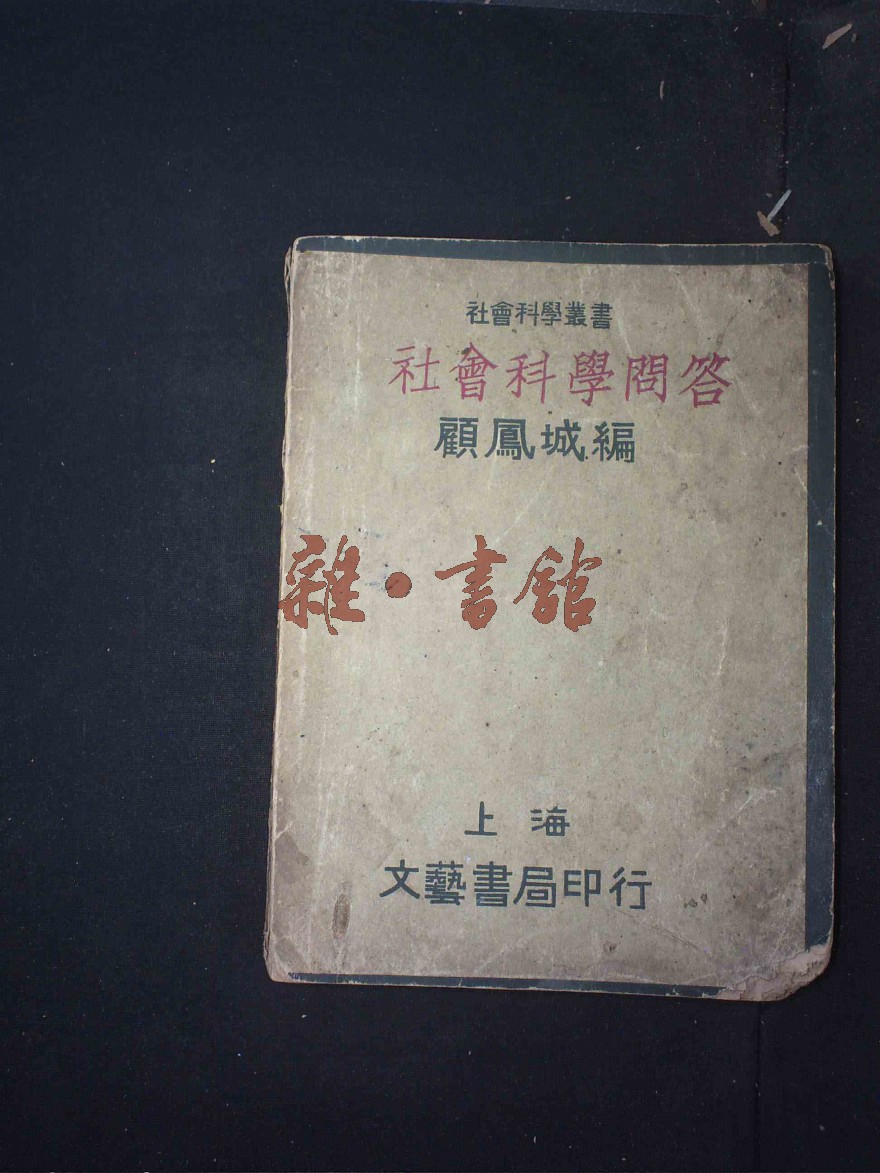 社會科學叢書
社會科學問答
顧鳳城編
雜·書館
上海
文藝書局印行